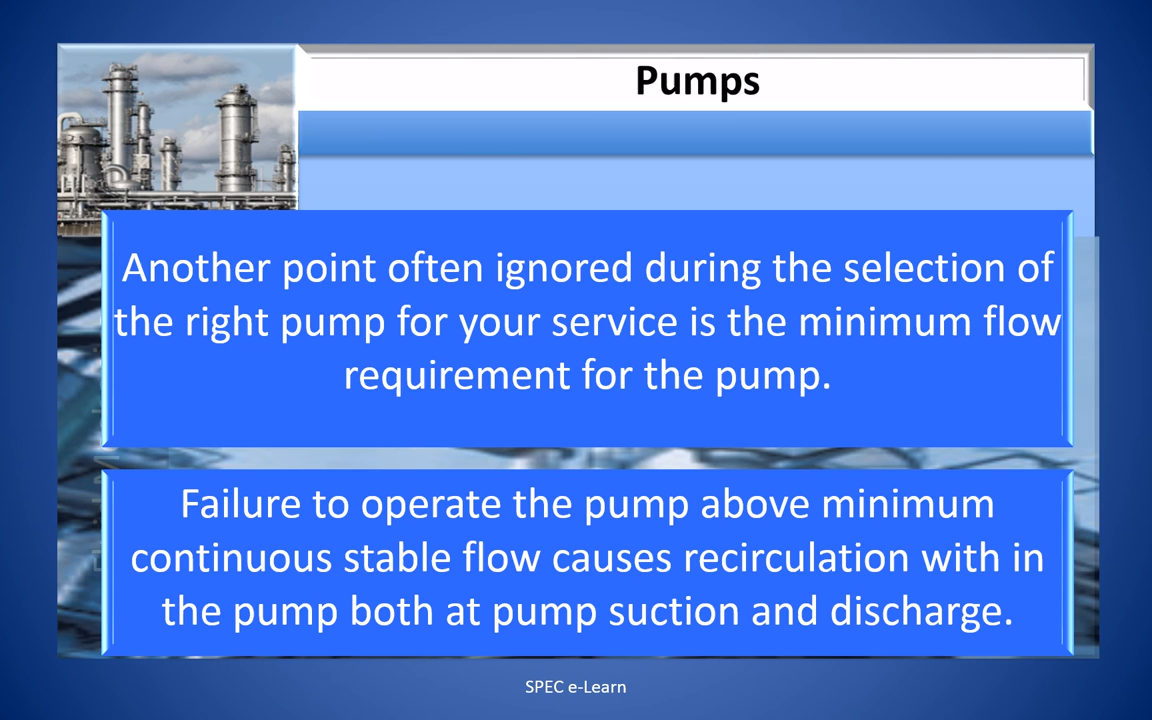 Pumps
Another point often ignored during the selection of
the right pump for your service is the minimum flow
requirement for the pump.
Failure to operate the pump above minimum
continuous stable flow causes recirculation with in
the pump both at pump suction and discharge.
SPEC e-Learn